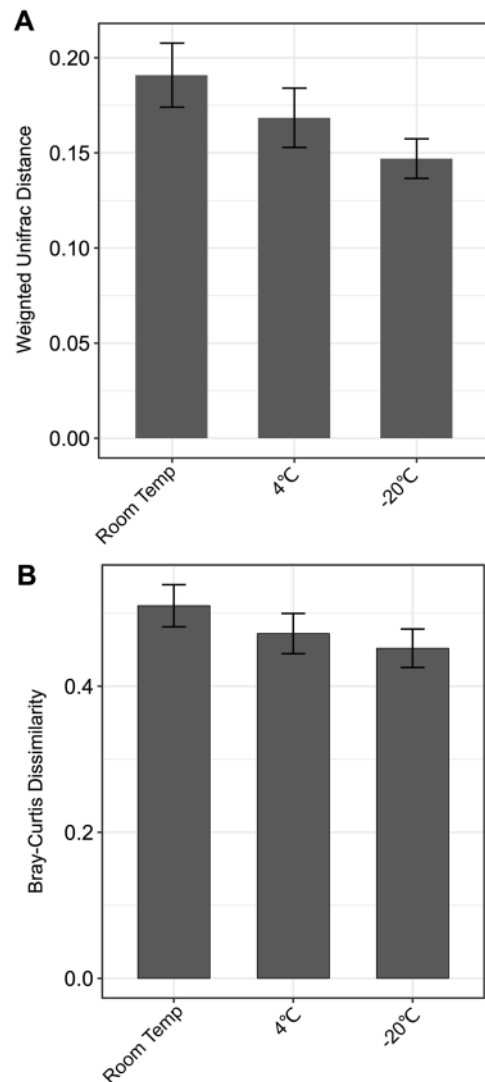 A
Weignted Unifrac Distance
0.20
0.15
0.10
0.05
0.00
Room Temp
4℃
-20℃
B
Bray-Curtis Dissimilarity
0.4
0.2
0.0
Room Temp
4℃
-20℃